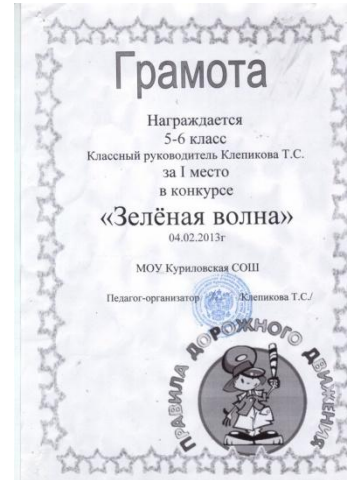 Грамота
Награждается
5-6 класс
Классный руководитель Клепикова Т.С.
за I место
в конкурсе
«Зелёная волна»
04.02.2013г
МОУ Куриловская СОШ
Педагог-организатор /Клепикова Т.С./
ПРАВИЛА ДОРОЖНОГО ДВИЖЕНИЯ